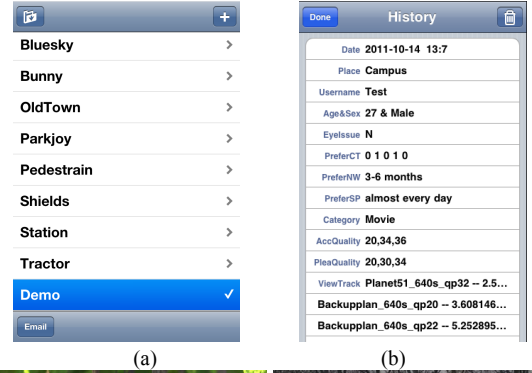 Bluesky
Bunny
OldTown
Parkjoy
Pedestrain
Shields
Station
Tractor
Demo
Email
(a)
Done History
Date 2011-10-14 13:7
Place Campus
Username Test
Age&Sex 27 & Male
EyeIssue N
PreferCT 0 1 0 1 0
PreferNW 3-6 months
PreferSP almost every day
Category Movie
AccQuality 20,34,36
PleaQuality 20,30,34
ViewTrack Planet51_640s_qp32 -- 2.5...
Backupplan_640s_qp20 -- 3.608146...
Backupplan_640s_qp22 -- 5.252895...
(b)